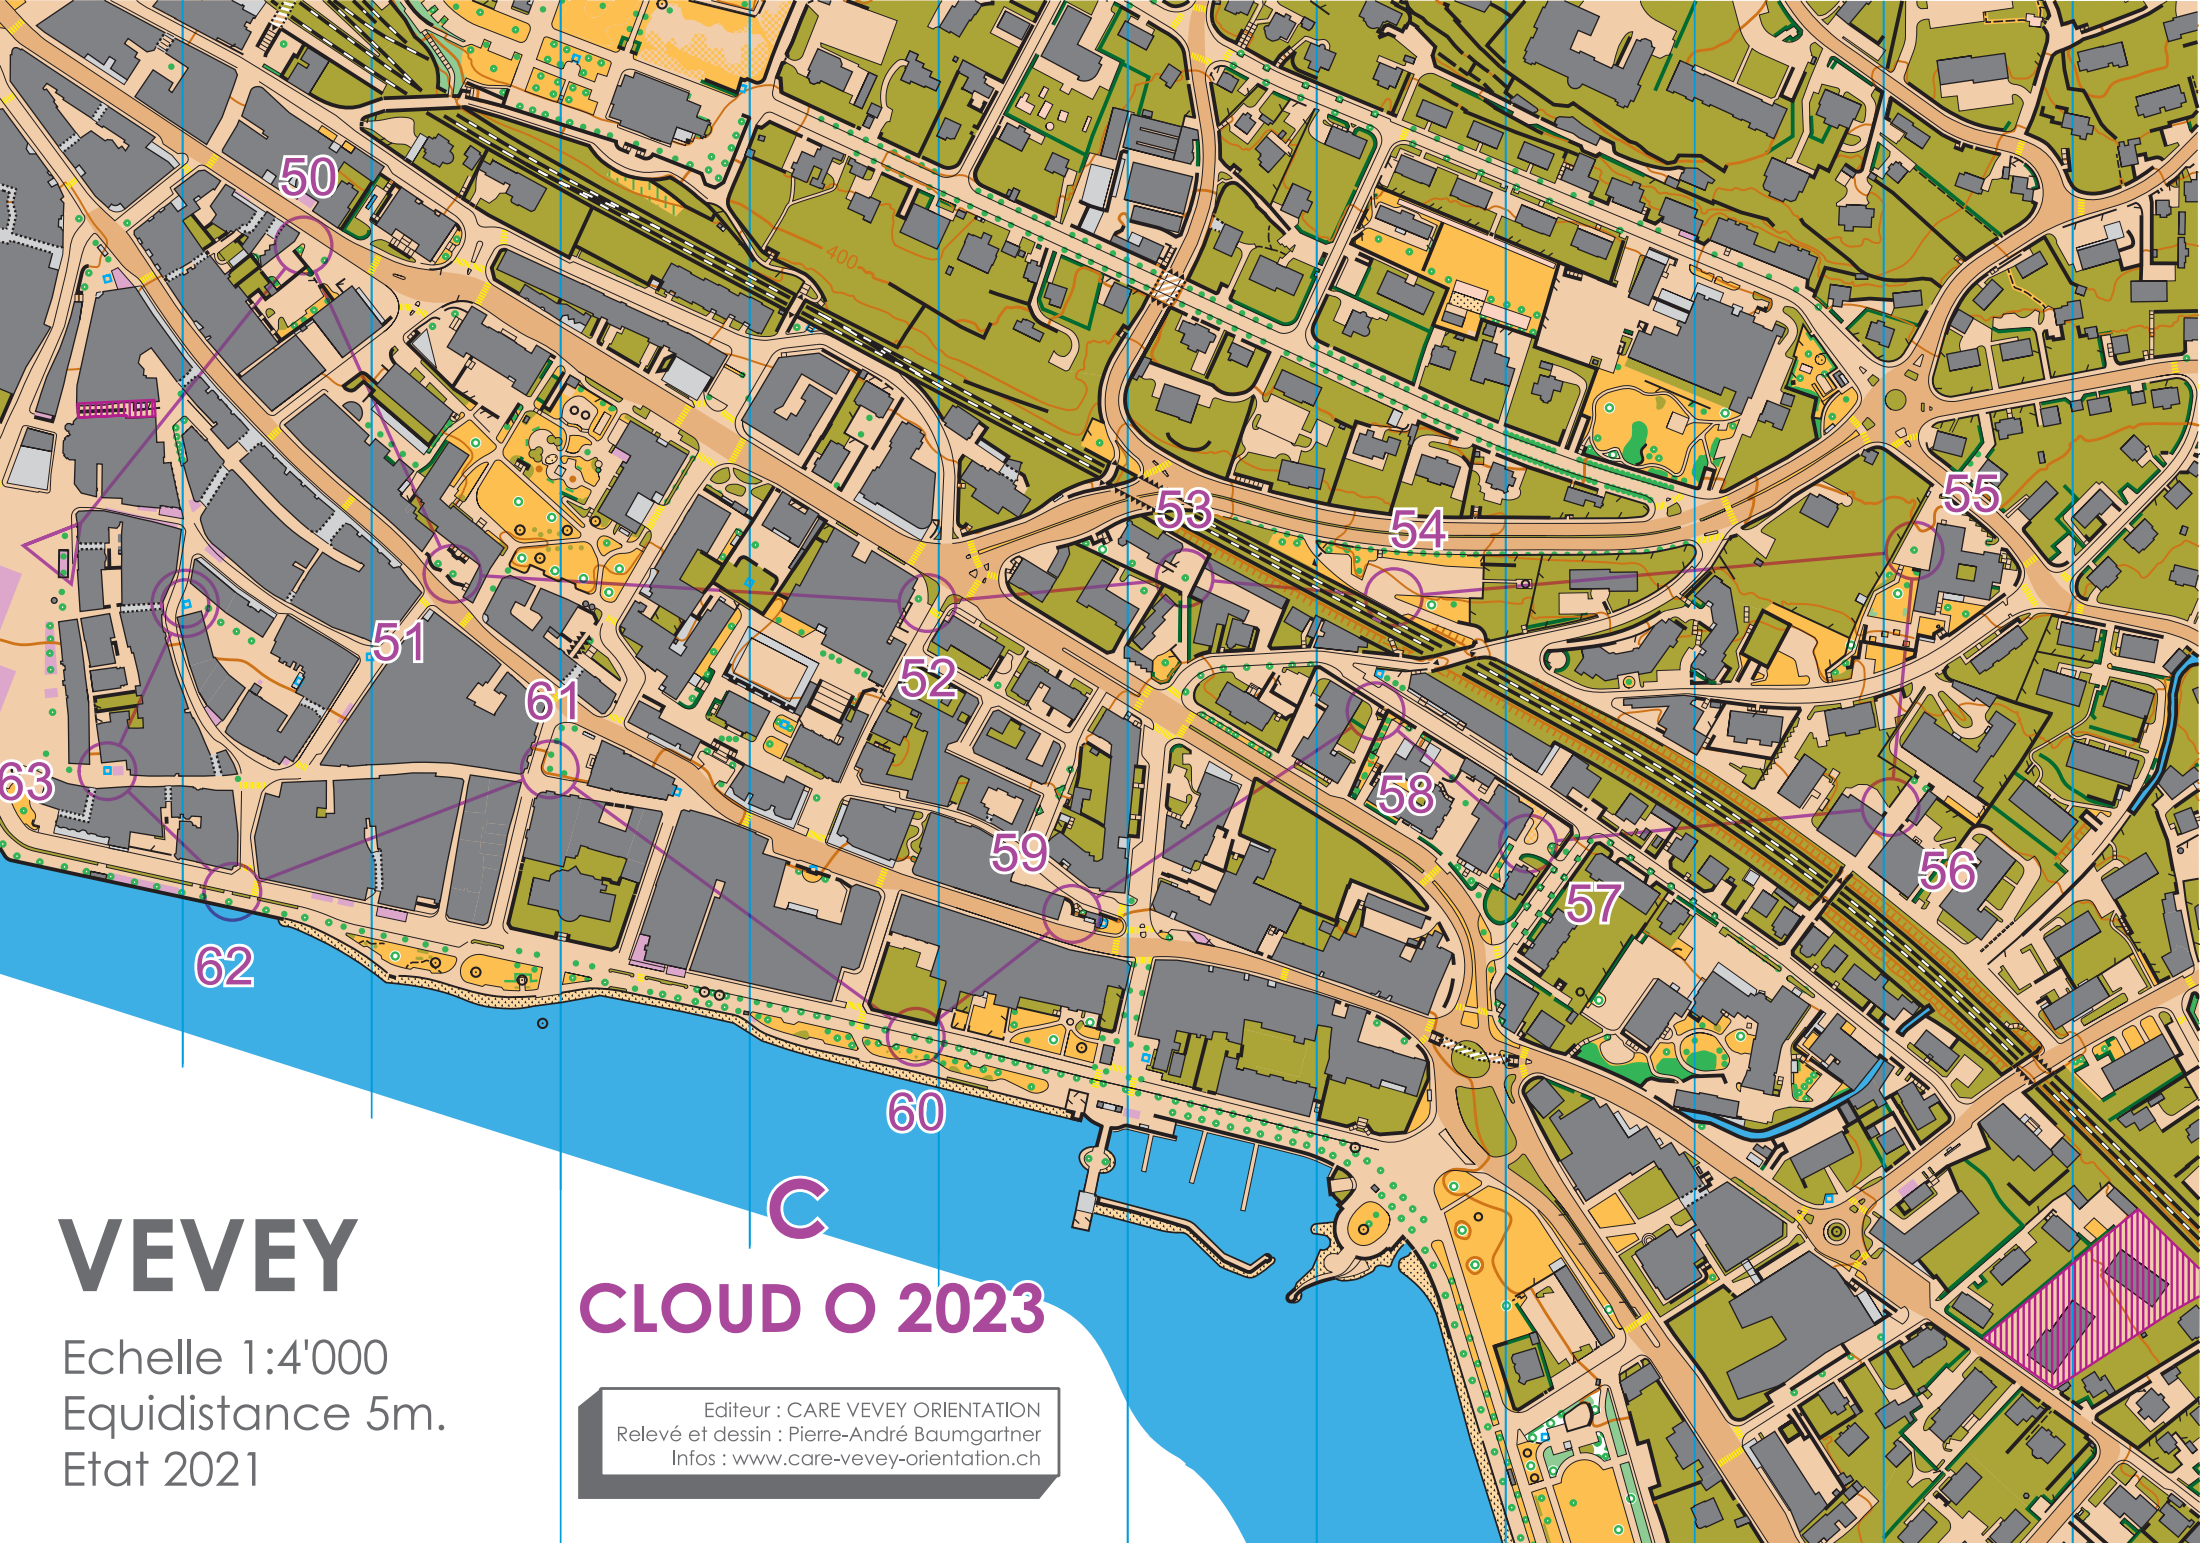 50
400
53
54
55
51
52
61
63
58
59
56
57
62
60
C
VEVEY
CLOUD O 2023
Echelle 1:4'000
Equidistance 5m.
Etat 2021
Editeur : CARE VEVEY ORIENTATION
Relevé et dessin : Pierre-André Baumgartner
Infos : www.care-vevey-orientation.ch